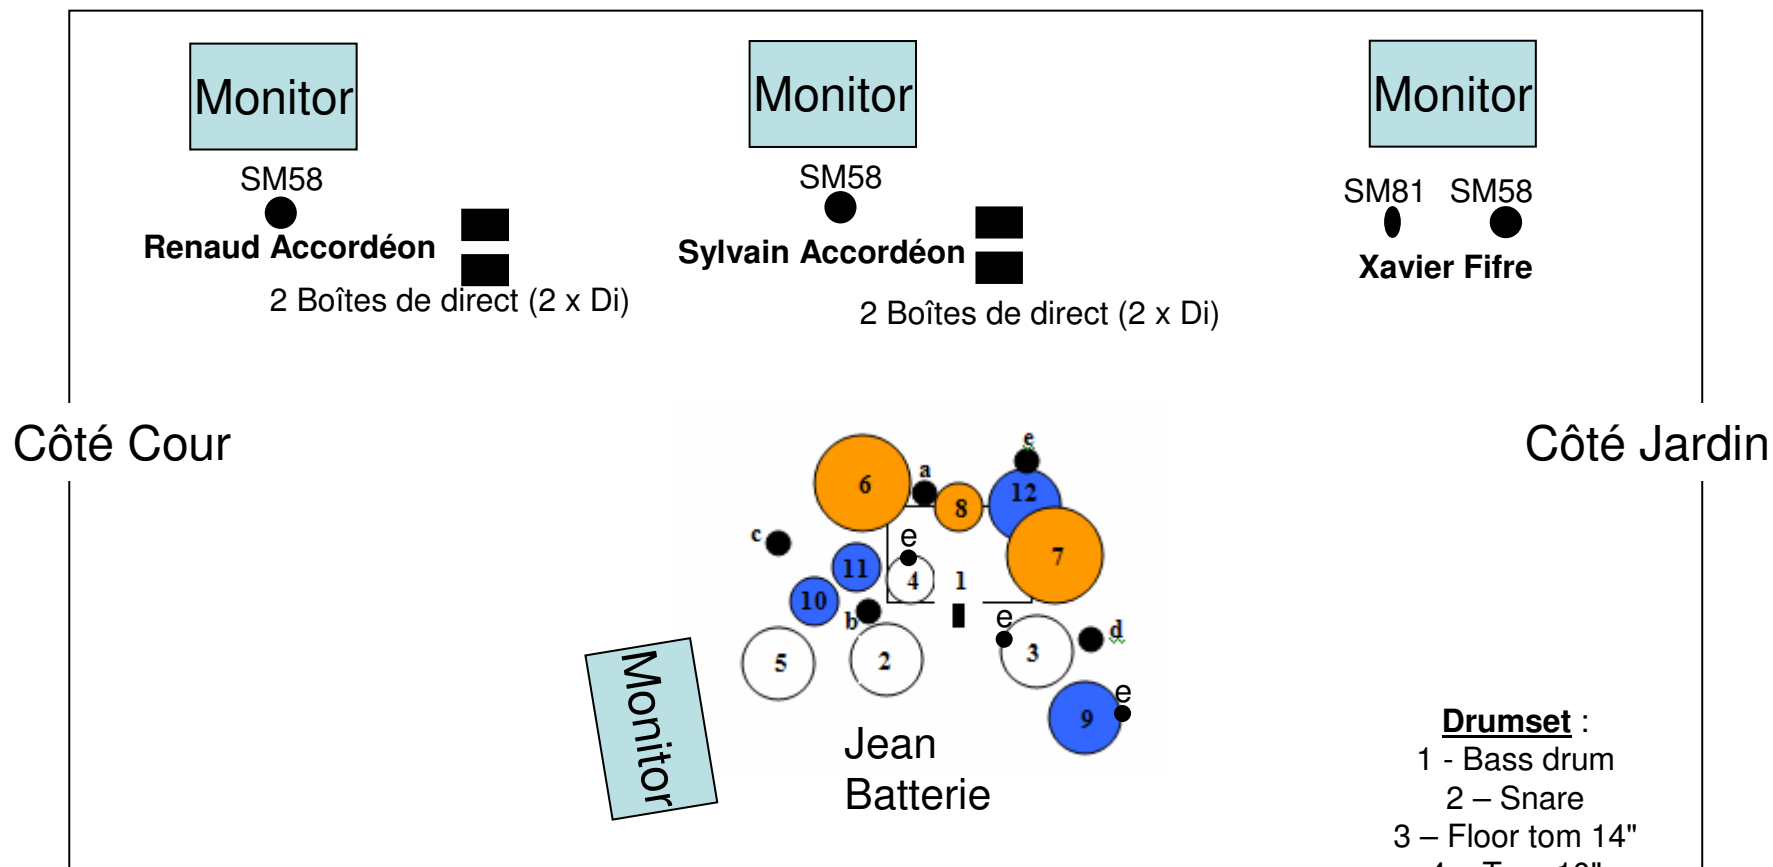 Monitor
Monitor
Monitor
SM58
SM58
SM81 SM58
Renaud Accordéon
Sylvain Accordéon
Xavier Fifre
2 Boîtes de direct (2 x Di)
2 Boîtes de direct (2 x Di)
Côté Cour
Côté Jardin
e
a
6
8
12
c
e
7
11
4
1
10
b
e
d
5
2
3
e
9
Monitor
Jean
Batterie
Drumset :
1 - Bass drum
2 – Snare
3 – Floor tom 14"